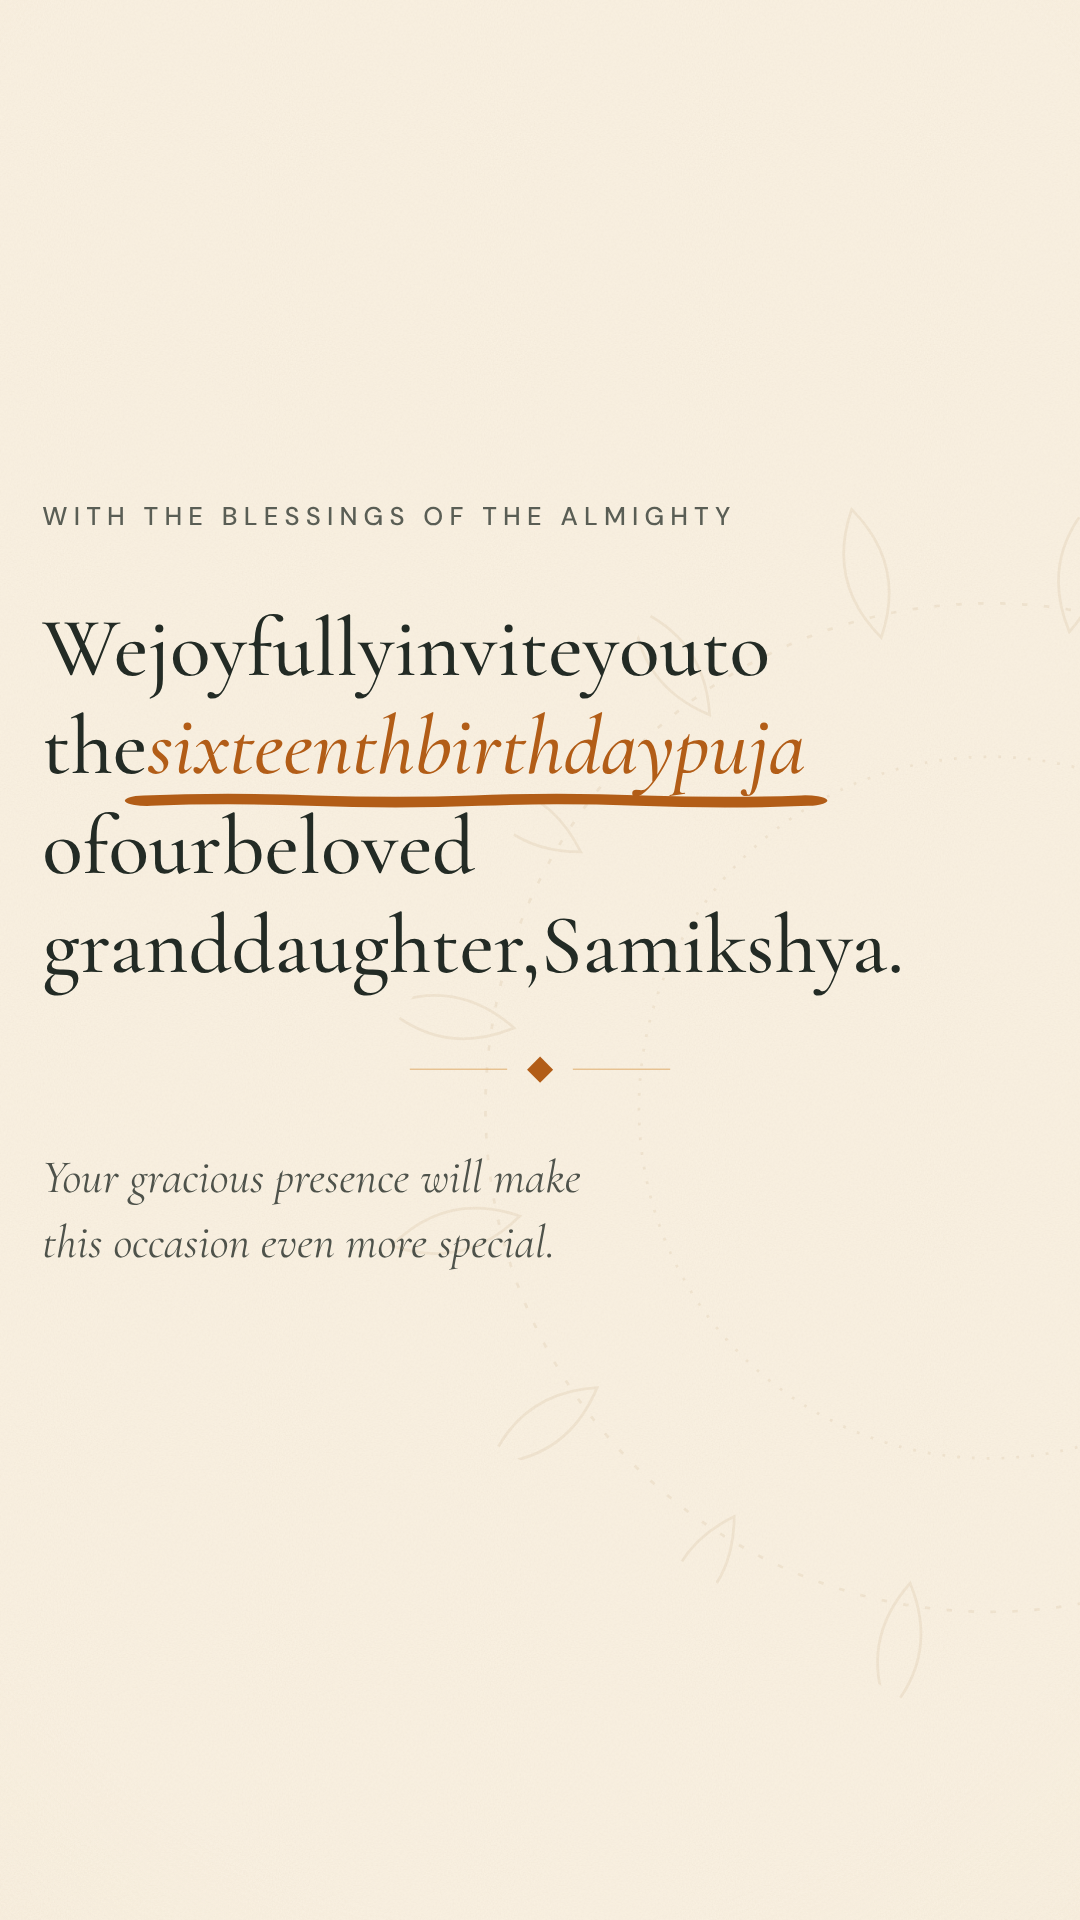 WITH THE BLESSINGS OF THE ALMIGHTY
Wejoyfullyinviteyouto
thesixteenthbirthdaypuja
ofourbeloved
granddaughter,Samikshya.
Your gracious presence will make
this occasion even more special.